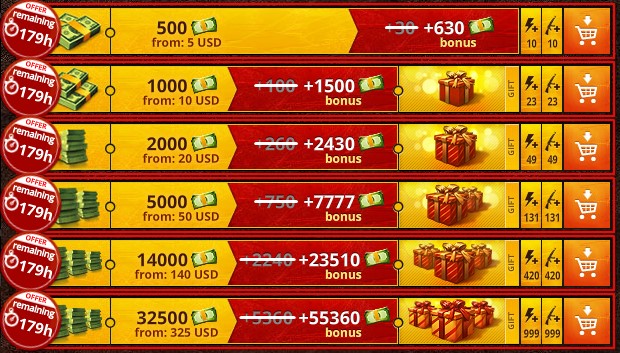 OFFER
remaining
179h
500
from: 5 USD
+30 +630
bonus
+ +
10 10
OFFER
remaining
179h
1000
from: 10 USD
+100 +1500
bonus
GIFT
+ +
23 23
OFFER
remaining
179h
2000
from: 20 USD
+260 +2430
bonus
GIFT
+ +
49 49
OFFER
remaining
179h
5000
from: 50 USD
+750 +7777
bonus
GIFT
+ +
131 131
OFFER
remaining
179h
14000
from: 140 USD
+2240 +23510
bonus
GIFT
+ +
420 420
OFFER
remaining
179h
32500
from: 325 USD
+5360 +55360
bonus
GIFT
+ +
999 999